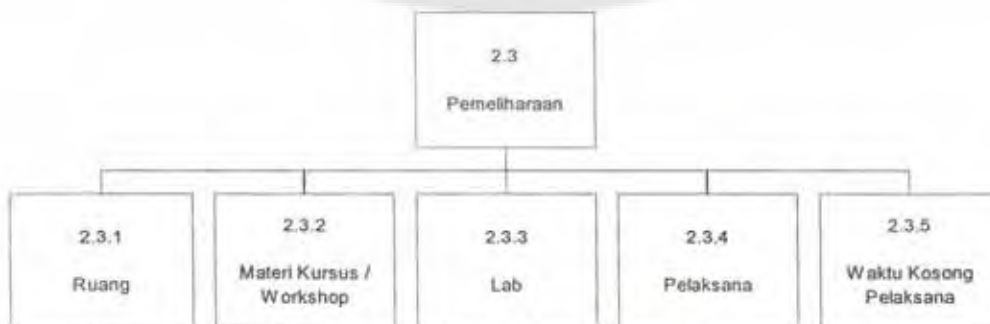 2.3
Pemeliharaan
2.3.1
Ruang
2.3.2
Materi Kursus /
Workshop
2.3.3
Lab
2.3.4
Pelaksana
2.3.5
Waktu Kosong
Pelaksana